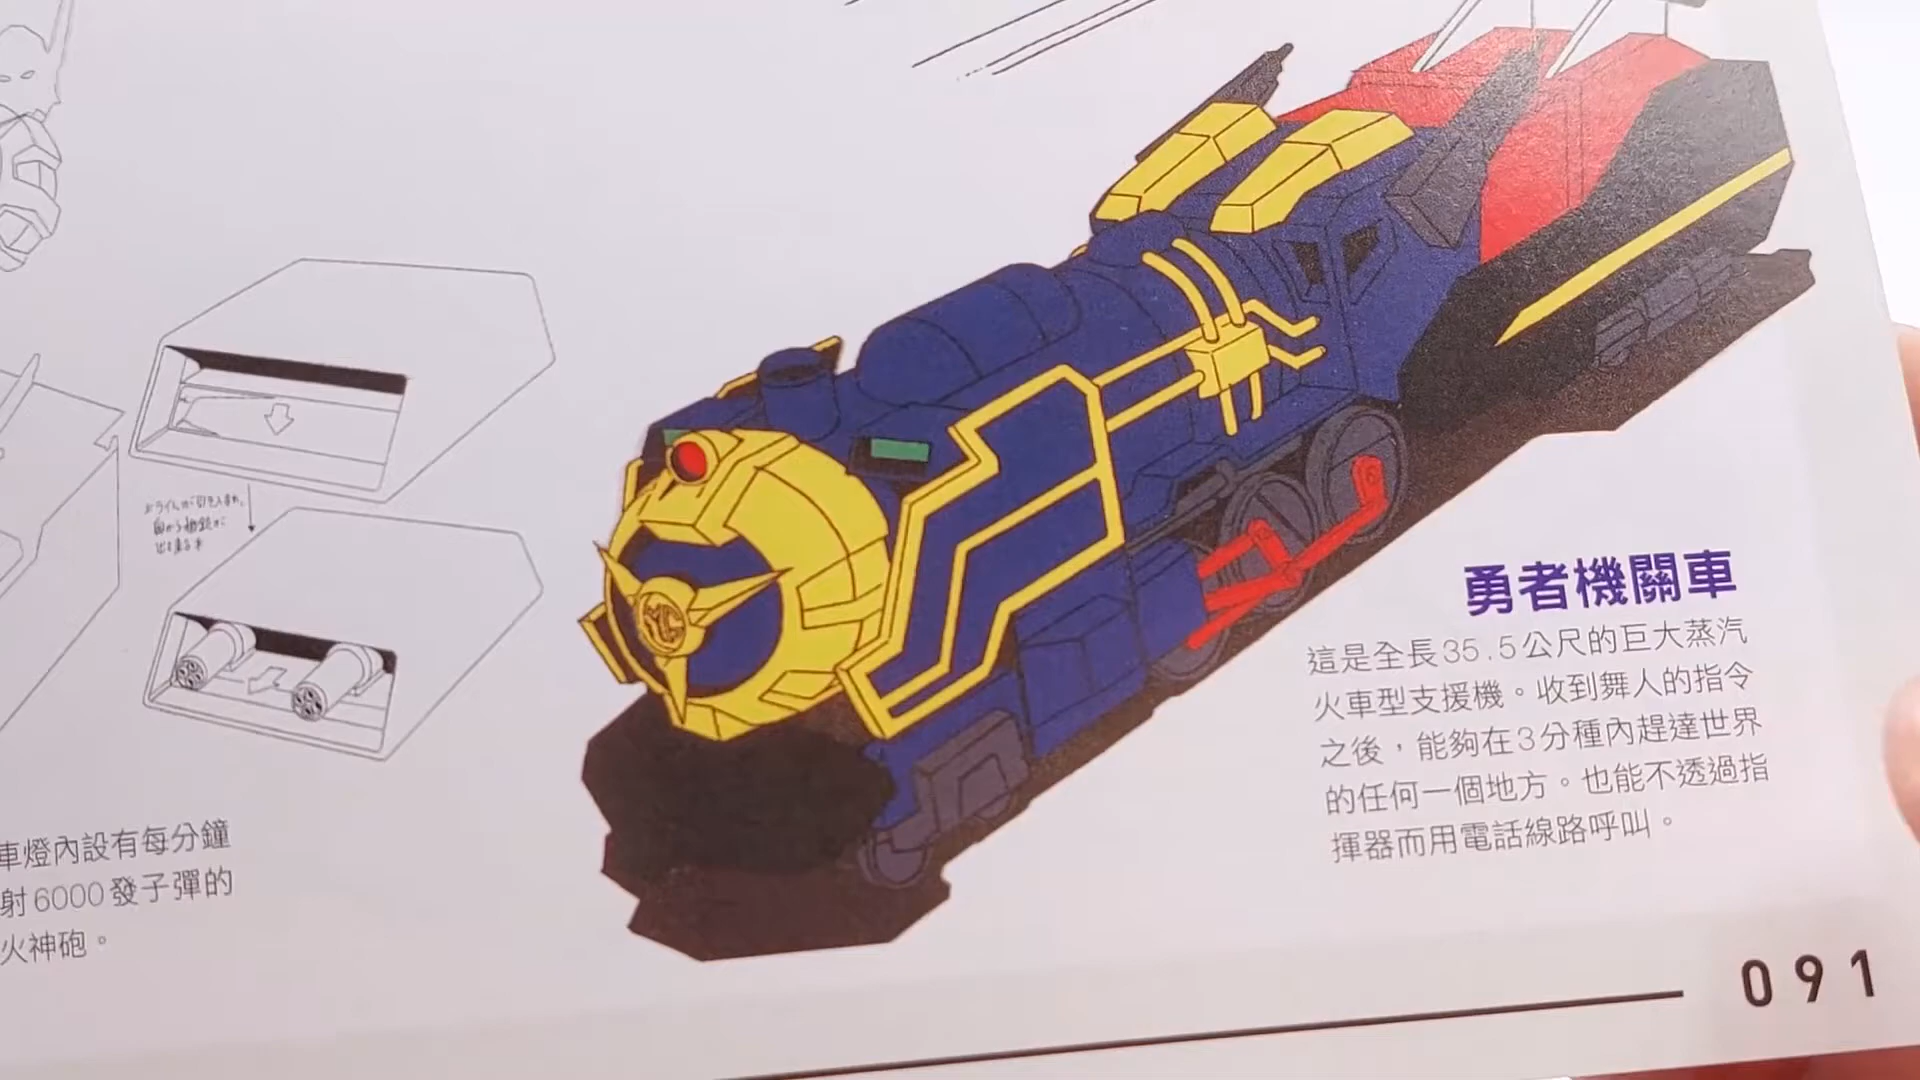 車燈內設有每分鐘
射6000發子彈的
火神砲。
勇者機關車
這是全長35.5公尺的巨大蒸汽
火車型支援機。收到舞人的指令
之後，能夠在3分種內趕達世界
的任何一個地方。也能不透過指
揮器而用電話線路呼叫。
091